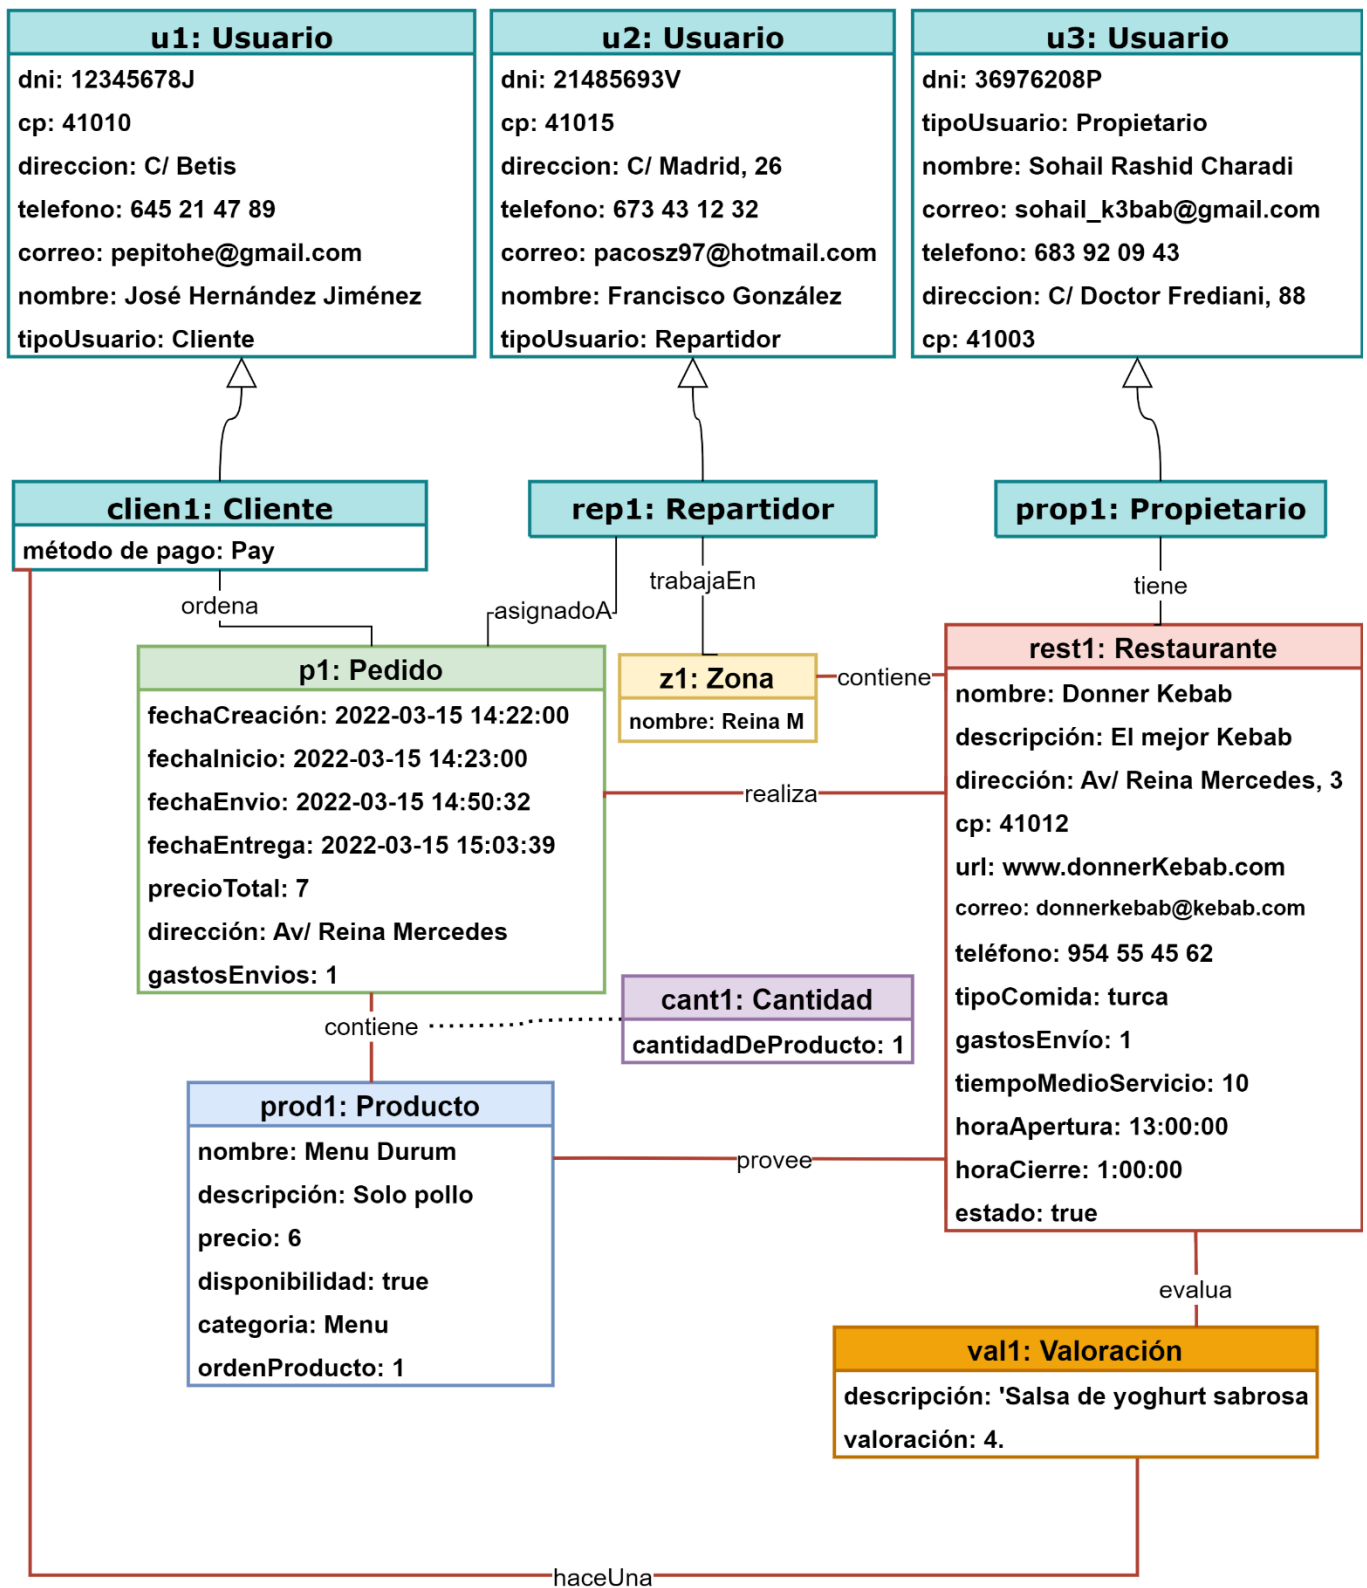 u1: Usuario
dni: 12345678J
cp: 41010
direccion: C/ Betis
telefono: 645 21 47 89
correo: pepitohe@gmail.com
nombre: José Hernández Jiménez
tipoUsuario: Cliente
u2: Usuario
dni: 21485693V
cp: 41015
direccion: C/ Madrid, 26
telefono: 673 43 12 32
correo: pacosz97@hotmail.com
nombre: Francisco González
tipoUsuario: Repartidor
u3: Usuario
dni: 36976208P
tipoUsuario: Propietario
nombre: Sohail Rashid Charadi
correo: sohail_k3bab@gmail.com
telefono: 683 92 09 43
direccion: C/ Doctor Frediani, 88
cp: 41003
clien1: Cliente
método de pago: Pay
rep1: Repartidor
prop1: Propietario
ordena
asignadoA
trabajaEn
tiene
p1: Pedido
fechaCreación: 2022-03-15 14:22:00
fechaInicio: 2022-03-15 14:23:00
fechaEnvio: 2022-03-15 14:50:32
fechaEntrega: 2022-03-15 15:03:39
precioTotal: 7
dirección: Av/ Reina Mercedes
gastosEnvios: 1
z1: Zona
nombre: Reina M
contiene
realiza
rest1: Restaurante
nombre: Donner Kebab
descripción: El mejor Kebab
dirección: Av/ Reina Mercedes, 3
cp: 41012
url: www.donnerKebab.com
correo: donnerkebab@kebab.com
teléfono: 954 55 45 62
tipoComida: turca
gastosEnvío: 1
tiempoMedioServicio: 10
horaApertura: 13:00:00
horaCierre: 1:00:00
estado: true
contiene
cant1: Cantidad
cantidadDeProducto: 1
prod1: Producto
nombre: Menu Durum
descripción: Solo pollo
precio: 6
disponibilidad: true
categoria: Menu
ordenProducto: 1
provee
evalua
val1: Valoración
descripción: 'Salsa de yoghurt sabrosa
valoración: 4.
haceUna